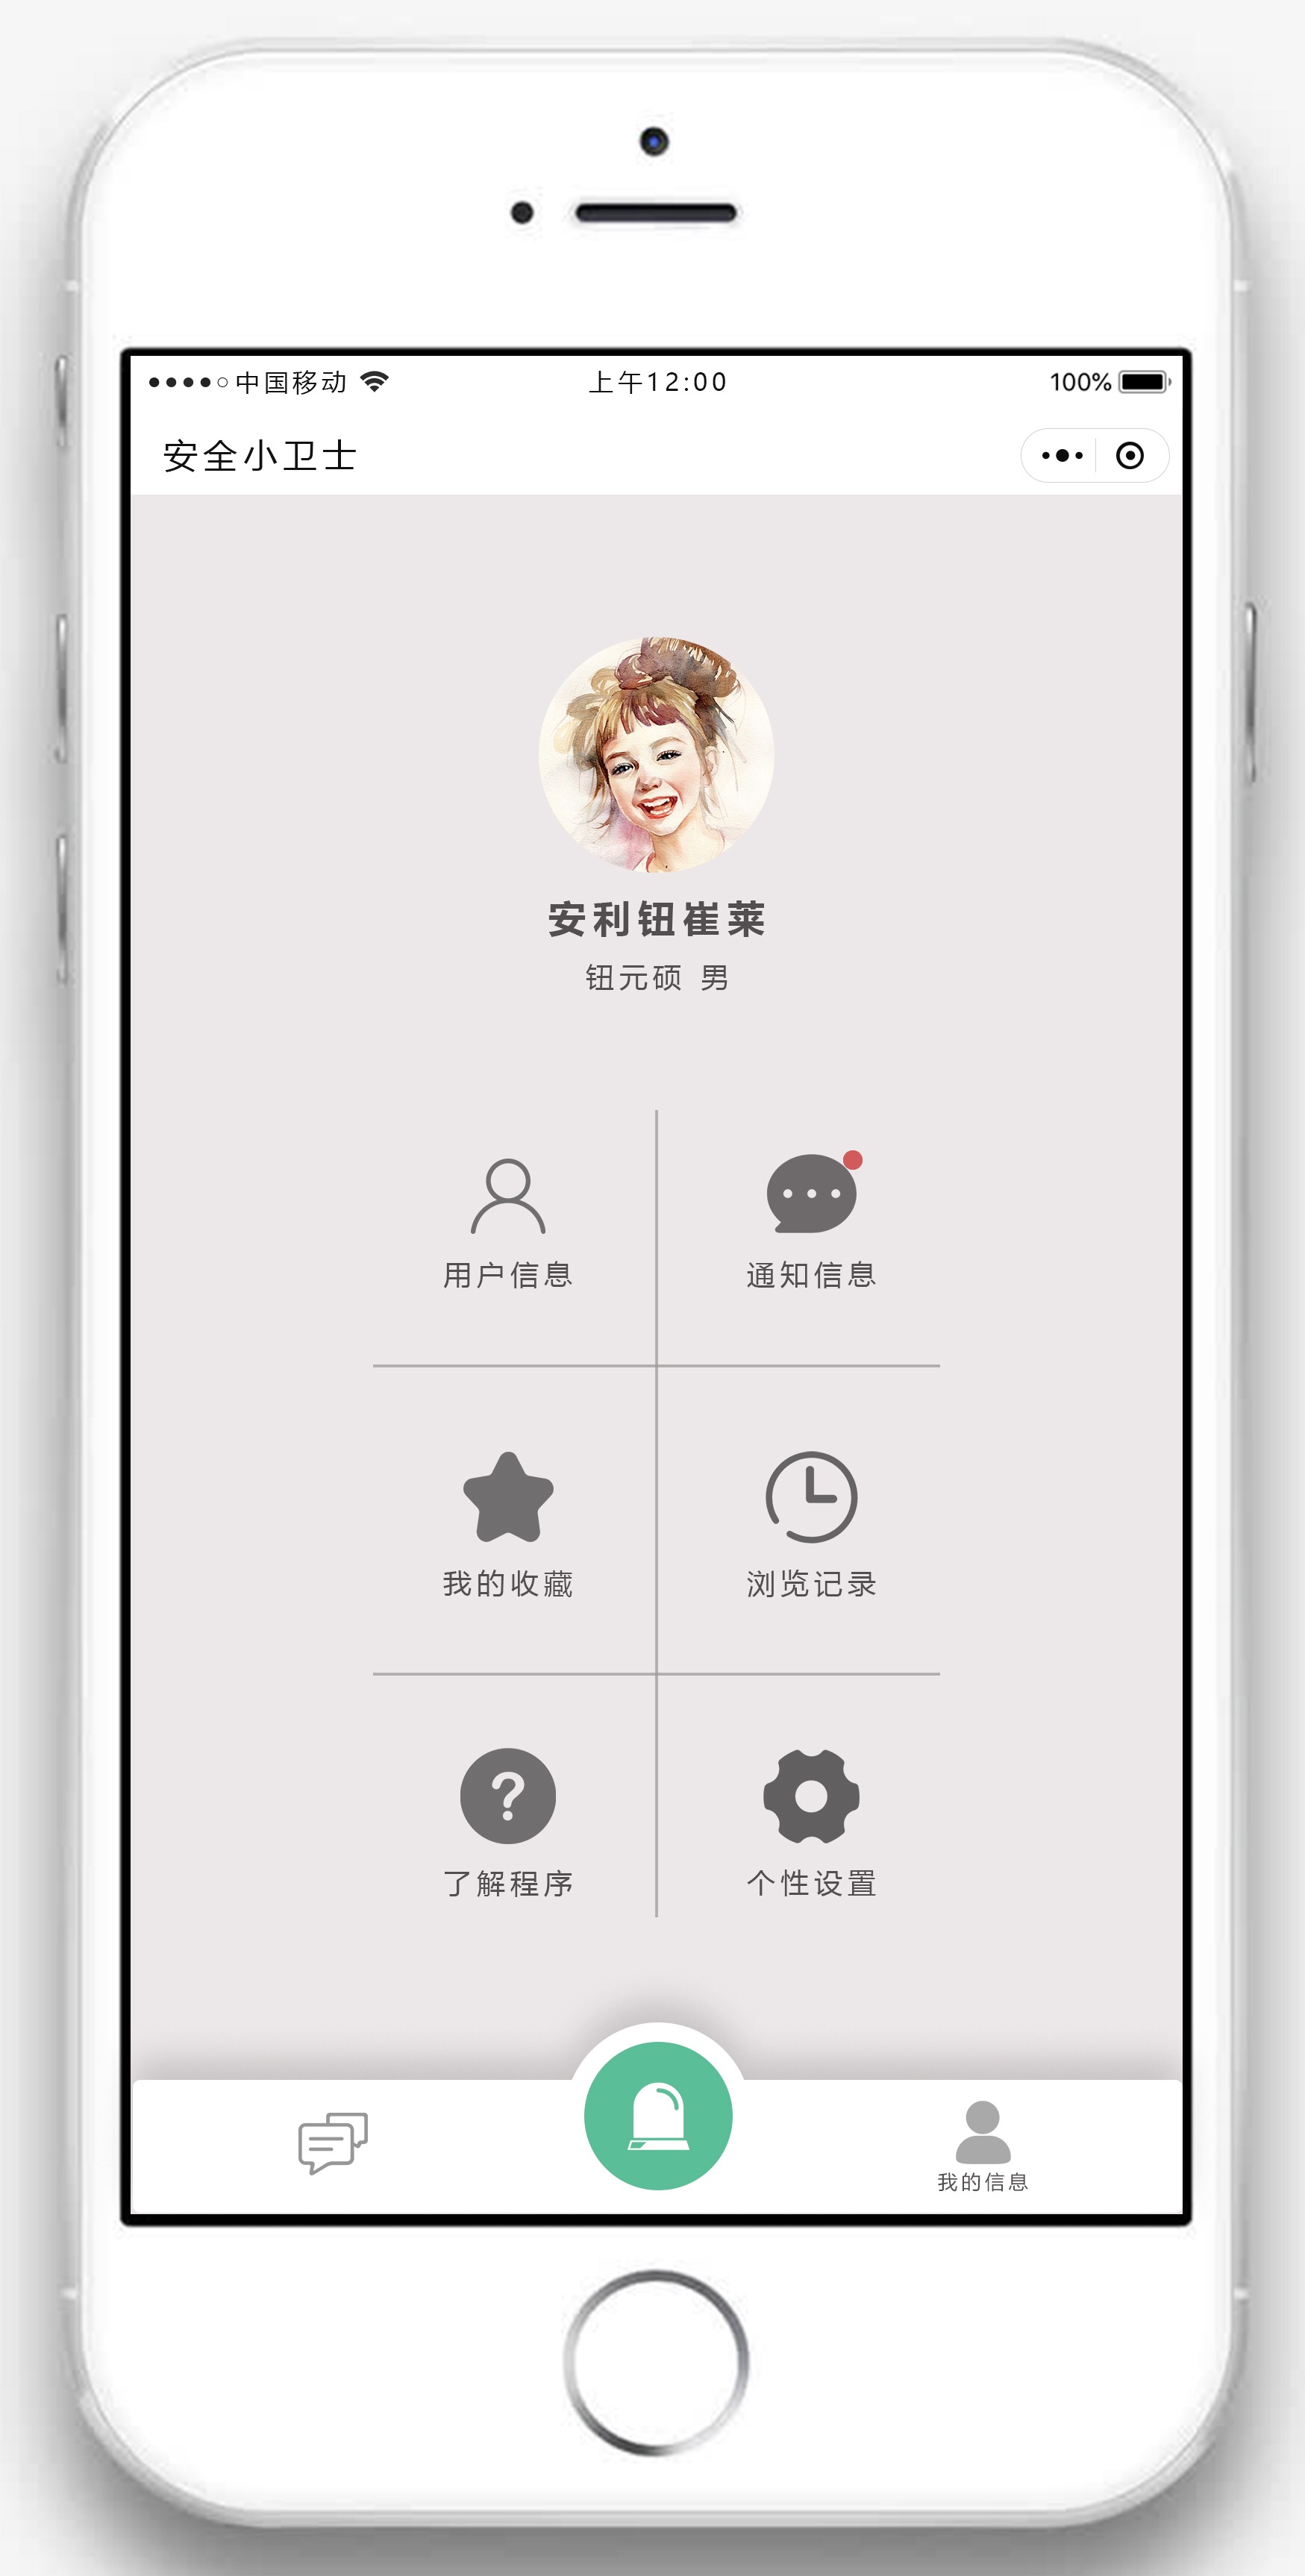 中国移动 上午12:00 100%
安全小卫士
安利钮崔莱
钮元硕 男
用户信息 通知信息
我的收藏 浏览记录
了解程序 个性设置
我的信息